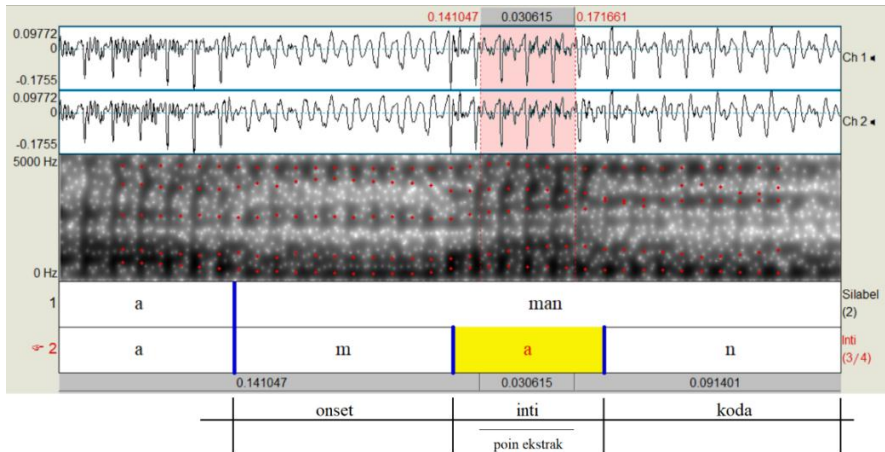 0.141047 0.030615 0.171661
0.09772
0
-0.1755
Ch 1
0.09772
0
-0.1755
Ch 2
5000 Hz
0 Hz
1 a man Silabel
(2)
2 a m a n Inti
(3/4)
0.141047 0.030615 0.091401
onset inti koda
poin ekstrak